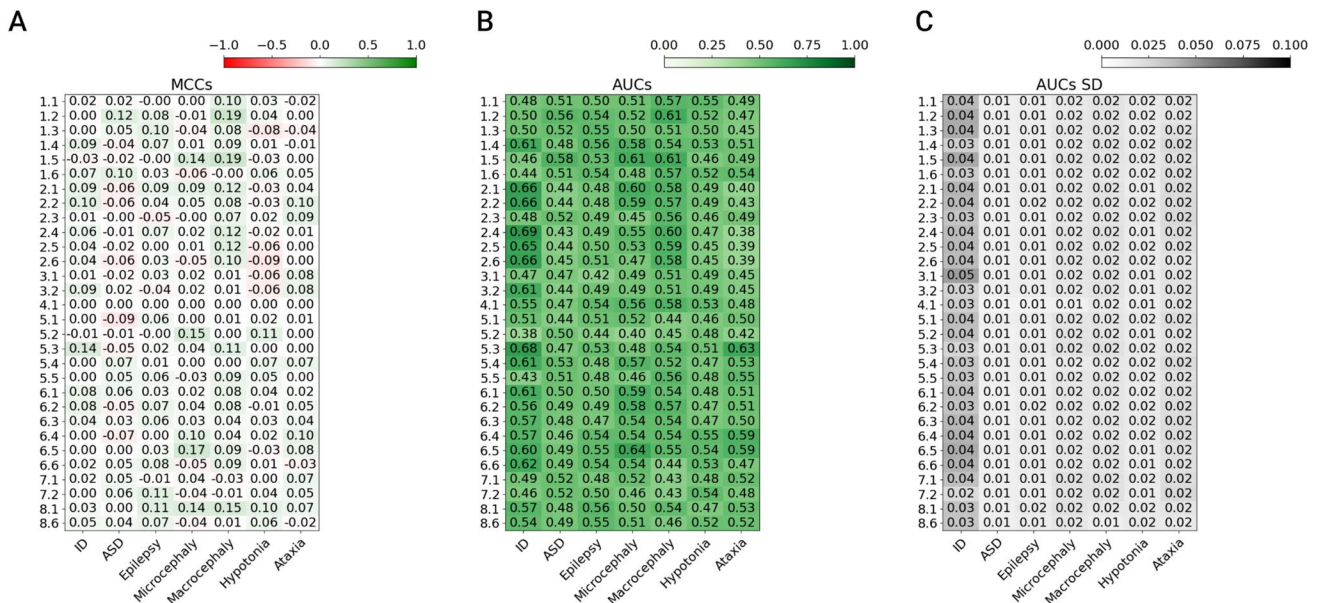 A B C
−1.0 −0.5 0.0 0.5 1.0
0.00 0.25 0.50 0.75 1.00
0.000 0.025 0.050 0.075 0.100
MCCs
AUCs
AUCs SD
1.1 0.02 0.02 -0.00 0.00 0.10 0.03 -0.02
1.2 0.00 0.12 0.08 -0.01 0.19 0.04 0.00
1.3 0.00 0.05 0.10 -0.04 0.08 -0.08 -0.04
1.4 0.09 -0.04 0.07 0.01 0.09 0.01 -0.01
1.5 -0.03 -0.02 -0.00 0.14 0.19 -0.03 0.00
1.6 0.07 0.10 0.03 -0.06 -0.00 0.06 0.05
2.1 0.09 -0.06 0.09 0.09 0.12 -0.03 0.04
2.2 0.10 -0.06 0.04 0.05 0.08 -0.03 0.10
2.3 0.01 -0.00 -0.05 -0.00 0.07 0.02 0.09
2.4 0.06 -0.01 0.07 0.02 0.12 -0.02 0.01
2.5 0.04 -0.02 0.00 0.01 0.12 -0.06 0.00
2.6 0.04 -0.06 0.03 -0.05 0.10 -0.09 0.00
3.1 0.01 -0.02 0.03 0.02 0.01 -0.06 0.08
3.2 0.09 0.02 -0.04 0.02 0.01 -0.06 0.08
4.1 0.00 0.00 0.00 0.00 0.00 0.00 0.00
5.1 0.00 -0.09 0.06 0.00 0.01 0.02 0.01
5.2 -0.01 -0.01 -0.00 0.15 0.00 0.11 0.00
5.3 0.14 -0.05 0.02 0.04 0.11 0.00 0.00
5.4 0.00 0.07 0.01 0.00 0.00 0.07 0.07
5.5 0.00 0.05 0.06 -0.03 0.09 0.05 0.00
6.1 0.08 0.06 0.03 0.02 0.08 0.04 0.02
6.2 0.08 -0.05 0.07 0.04 0.08 -0.01 0.05
6.3 0.04 0.03 0.06 0.03 0.04 0.03 0.04
6.4 0.00 -0.07 0.00 0.10 0.04 0.02 0.10
6.5 0.00 0.00 0.03 0.17 0.09 -0.03 0.08
6.6 0.02 0.05 0.08 -0.05 0.09 0.01 -0.03
7.1 0.02 0.05 -0.01 0.04 -0.03 0.00 0.07
7.2 0.00 0.06 0.11 -0.04 -0.01 0.04 0.05
8.1 0.03 0.00 0.11 0.14 0.15 0.10 0.07
8.6 0.05 0.04 0.07 -0.04 0.01 0.06 -0.02
ID ASD Epilepsy Microcephaly Macrocephaly Hypotonia Ataxia
1.1 0.48 0.51 0.50 0.51 0.57 0.55 0.49
1.2 0.50 0.56 0.54 0.52 0.61 0.52 0.47
1.3 0.50 0.52 0.55 0.50 0.51 0.50 0.45
1.4 0.61 0.48 0.56 0.58 0.54 0.53 0.51
1.5 0.46 0.58 0.53 0.61 0.61 0.46 0.49
1.6 0.44 0.51 0.54 0.48 0.57 0.52 0.54
2.1 0.66 0.44 0.48 0.60 0.58 0.49 0.40
2.2 0.66 0.44 0.48 0.59 0.57 0.49 0.43
2.3 0.48 0.52 0.49 0.45 0.56 0.46 0.49
2.4 0.69 0.43 0.49 0.55 0.60 0.47 0.38
2.5 0.65 0.44 0.50 0.53 0.59 0.45 0.39
2.6 0.66 0.45 0.51 0.47 0.58 0.45 0.39
3.1 0.47 0.47 0.42 0.49 0.51 0.49 0.45
3.2 0.61 0.44 0.49 0.49 0.51 0.49 0.45
4.1 0.55 0.47 0.54 0.56 0.58 0.53 0.48
5.1 0.51 0.44 0.51 0.52 0.44 0.46 0.50
5.2 0.38 0.50 0.44 0.40 0.45 0.48 0.42
5.3 0.68 0.47 0.53 0.48 0.54 0.51 0.63
5.4 0.61 0.53 0.48 0.57 0.52 0.47 0.53
5.5 0.43 0.51 0.48 0.46 0.56 0.48 0.55
6.1 0.61 0.50 0.50 0.59 0.54 0.48 0.51
6.2 0.56 0.49 0.49 0.58 0.57 0.47 0.51
6.3 0.57 0.48 0.47 0.54 0.54 0.47 0.50
6.4 0.57 0.46 0.54 0.54 0.54 0.55 0.59
6.5 0.60 0.49 0.55 0.64 0.55 0.54 0.59
6.6 0.62 0.49 0.54 0.54 0.44 0.53 0.47
7.1 0.49 0.52 0.48 0.52 0.43 0.48 0.52
7.2 0.46 0.52 0.50 0.46 0.43 0.54 0.48
8.1 0.57 0.48 0.56 0.50 0.54 0.47 0.53
8.6 0.54 0.49 0.55 0.51 0.46 0.52 0.52
ID ASD Epilepsy Microcephaly Macrocephaly Hypotonia Ataxia
1.1 0.04 0.01 0.01 0.02 0.02 0.02 0.02
1.2 0.04 0.01 0.01 0.02 0.02 0.02 0.02
1.3 0.04 0.01 0.01 0.02 0.02 0.02 0.02
1.4 0.03 0.01 0.01 0.02 0.02 0.01 0.02
1.5 0.04 0.01 0.01 0.02 0.02 0.02 0.02
1.6 0.03 0.01 0.01 0.02 0.02 0.01 0.02
2.1 0.04 0.01 0.01 0.02 0.02 0.02 0.02
2.2 0.04 0.01 0.02 0.02 0.02 0.01 0.02
2.3 0.03 0.01 0.01 0.02 0.02 0.01 0.02
2.4 0.04 0.01 0.01 0.02 0.02 0.02 0.02
2.5 0.04 0.01 0.01 0.02 0.02 0.02 0.02
2.6 0.04 0.01 0.01 0.02 0.02 0.01 0.02
3.1 0.05 0.01 0.01 0.02 0.02 0.02 0.02
3.2 0.03 0.01 0.01 0.02 0.02 0.02 0.02
4.1 0.03 0.01 0.01 0.01 0.02 0.01 0.02
5.1 0.04 0.01 0.01 0.02 0.02 0.01 0.02
5.2 0.04 0.01 0.01 0.02 0.02 0.02 0.02
5.3 0.03 0.01 0.01 0.02 0.02 0.01 0.02
5.4 0.03 0.01 0.01 0.02 0.02 0.02 0.02
5.5 0.03 0.01 0.01 0.02 0.02 0.01 0.02
6.1 0.04 0.01 0.01 0.02 0.02 0.01 0.02
6.2 0.03 0.01 0.02 0.02 0.02 0.02 0.02
6.3 0.04 0.01 0.01 0.02 0.02 0.01 0.02
6.4 0.04 0.01 0.01 0.02 0.02 0.02 0.02
6.5 0.04 0.01 0.01 0.02 0.02 0.01 0.02
6.6 0.04 0.01 0.01 0.02 0.02 0.01 0.02
7.1 0.04 0.01 0.01 0.02 0.02 0.01 0.02
7.2 0.02 0.01 0.01 0.02 0.02 0.01 0.02
8.1 0.03 0.01 0.01 0.02 0.02 0.02 0.02
8.6 0.03 0.01 0.02 0.02 0.01 0.02 0.02
ID ASD Epilepsy Microcephaly Macrocephaly Hypotonia Ataxia